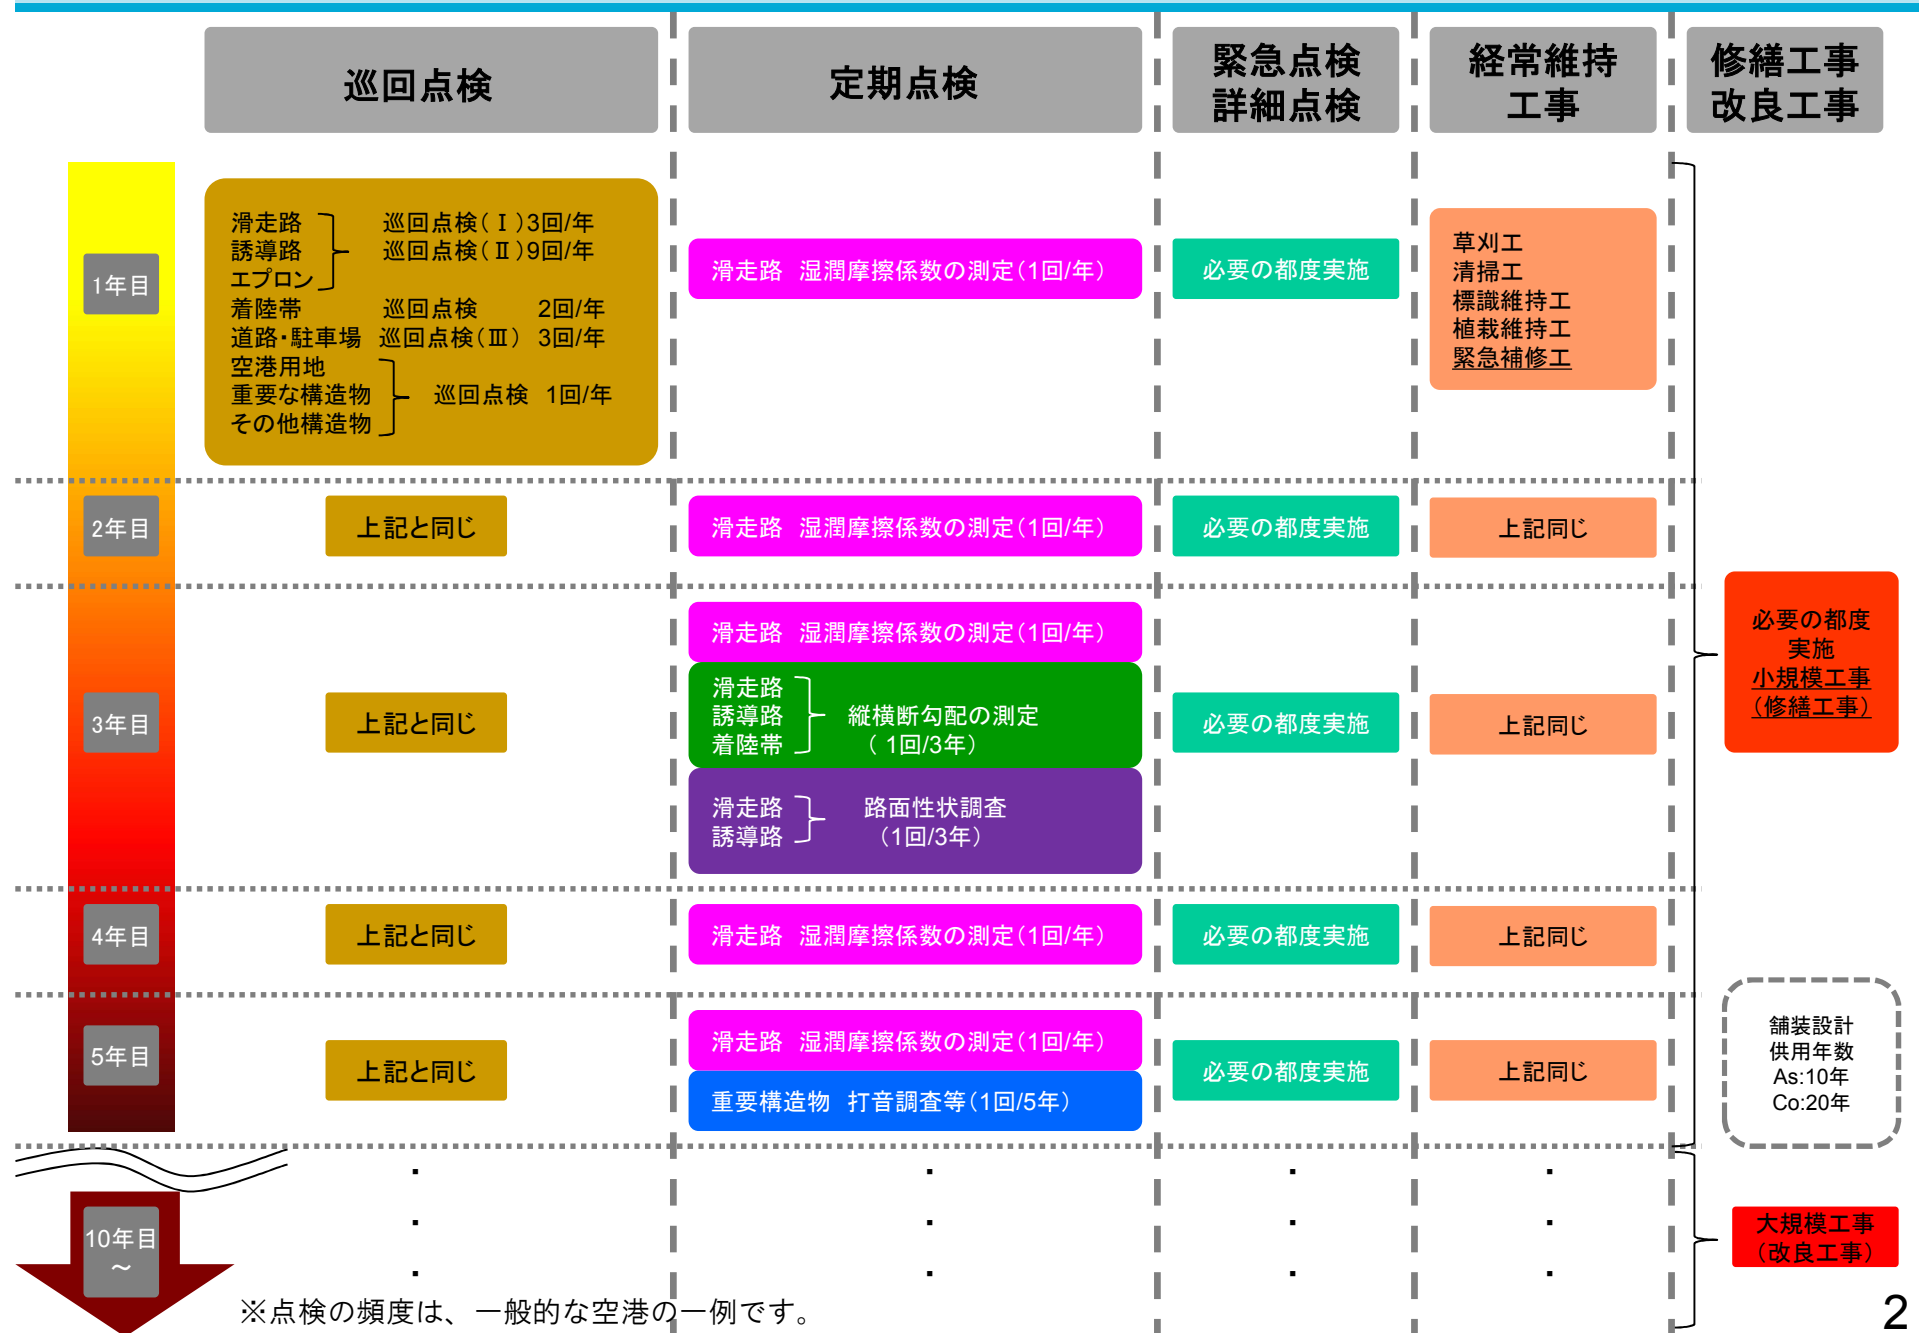 巡回点検
定期点検
緊急点検
詳細点検
経常維持
工事
修繕工事
改良工事
1年目
滑走路 巡回点検(Ⅰ)3回/年
誘導路 巡回点検(Ⅱ)9回/年
エプロン
着陸帯 巡回点検 2回/年
道路・駐車場 巡回点検(Ⅲ) 3回/年
空港用地
重要な構造物 巡回点検 1回/年
その他構造物
滑走路 湿潤摩擦係数の測定(1回/年)
必要の都度実施
草刈工
清掃工
標識維持工
植栽維持工
緊急補修工
2年目
上記と同じ
滑走路 湿潤摩擦係数の測定(1回/年)
必要の都度実施
上記同じ
3年目
上記と同じ
滑走路 湿潤摩擦係数の測定(1回/年)
滑走路
誘導路 縦横断勾配の測定
着陸帯 (1回/3年)
滑走路 路面性状調査
誘導路 (1回/3年)
必要の都度実施
上記同じ
必要の都度
実施
小規模工事
(修繕工事)
4年目
上記と同じ
滑走路 湿潤摩擦係数の測定(1回/年)
必要の都度実施
上記同じ
5年目
上記と同じ
滑走路 湿潤摩擦係数の測定(1回/年)
重要構造物 打音調査等(1回/5年)
必要の都度実施
上記同じ
舗装設計
供用年数
As:10年
Co:20年
10年目
～
・ ・ ・ ・
・ ・ ・ ・
・ ・ ・ ・
大規模工事
(改良工事)
※点検の頻度は、一般的な空港の一例です。
2